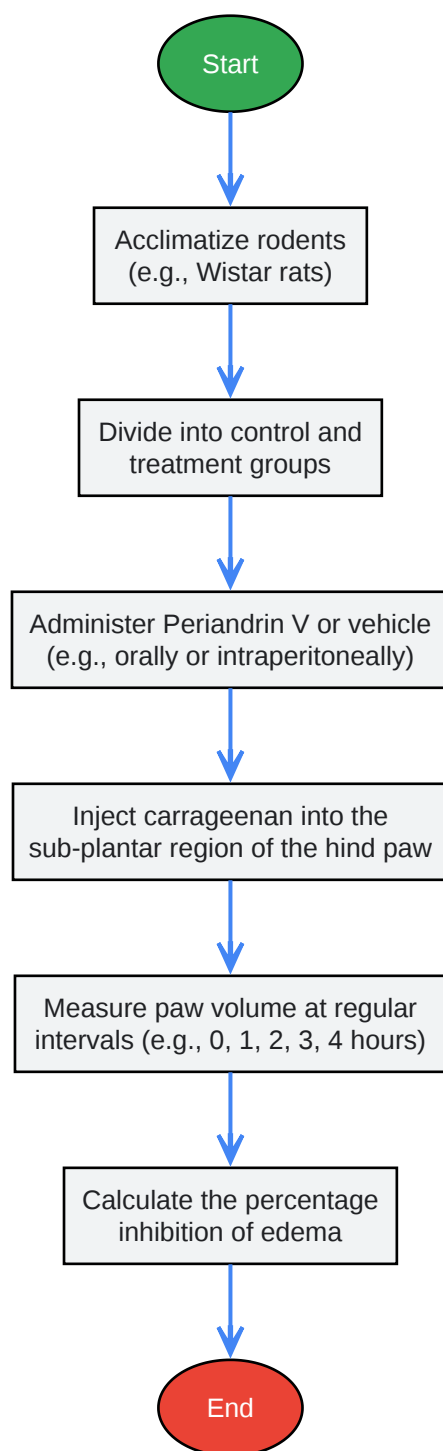 Start
Acclimatize rodents
(e.g., Wistar rats)
Divide into control and
treatment groups
Administer Periandrin V or vehicle
(e.g., orally or intraperitoneally)
Inject carrageenan into the
sub-plantar region of the hind paw
Measure paw volume at regular
intervals (e.g., 0, 1, 2, 3, 4 hours)
Calculate the percentage
inhibition of edema
End